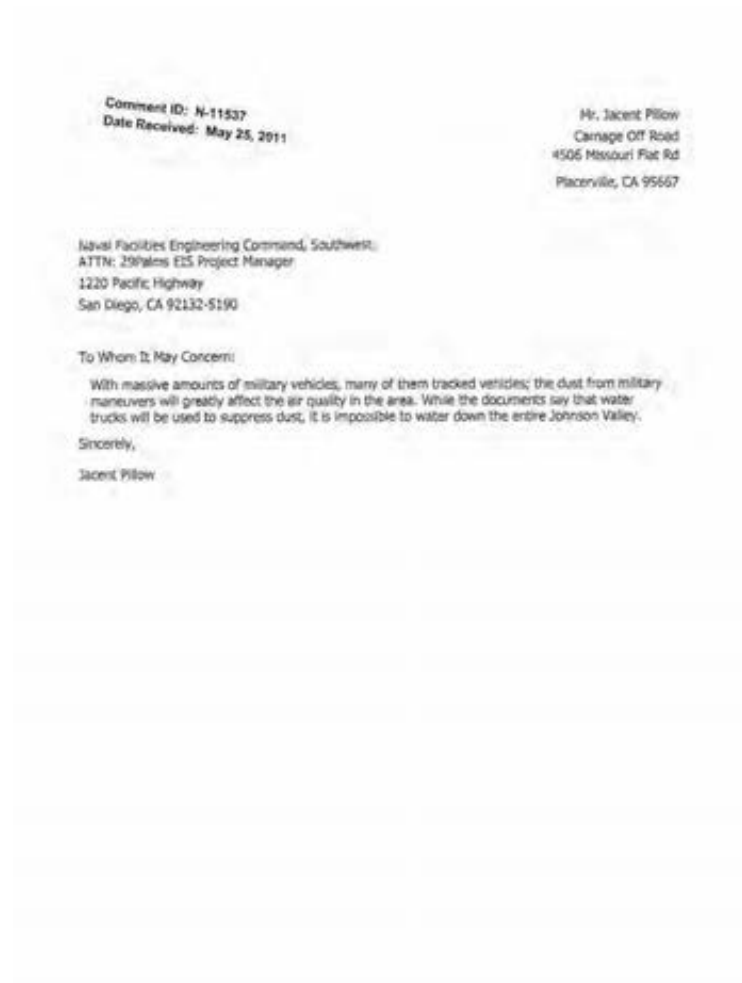 Comment ID: N-11537
Date Received: May 25, 2011
Mr. Jacent Pillow
Carnage Off Road
4506 Missouri Flat Rd
Placerville, CA 95667
Naval Facilities Engineering Command, Southwest,
ATTN: 29Palms EIS Project Manager
1220 Pacific Highway
San Diego, CA 92132-5190
To Whom It May Concern:
With massive amounts of military vehicles, many of them tracked vehicles; the dust from military
maneuvers will greatly affect the air quality in the area. While the documents say that water
trucks will be used to suppress dust, it is impossible to water down the entire Johnson Valley.
Sincerely,
Jacent Pillow